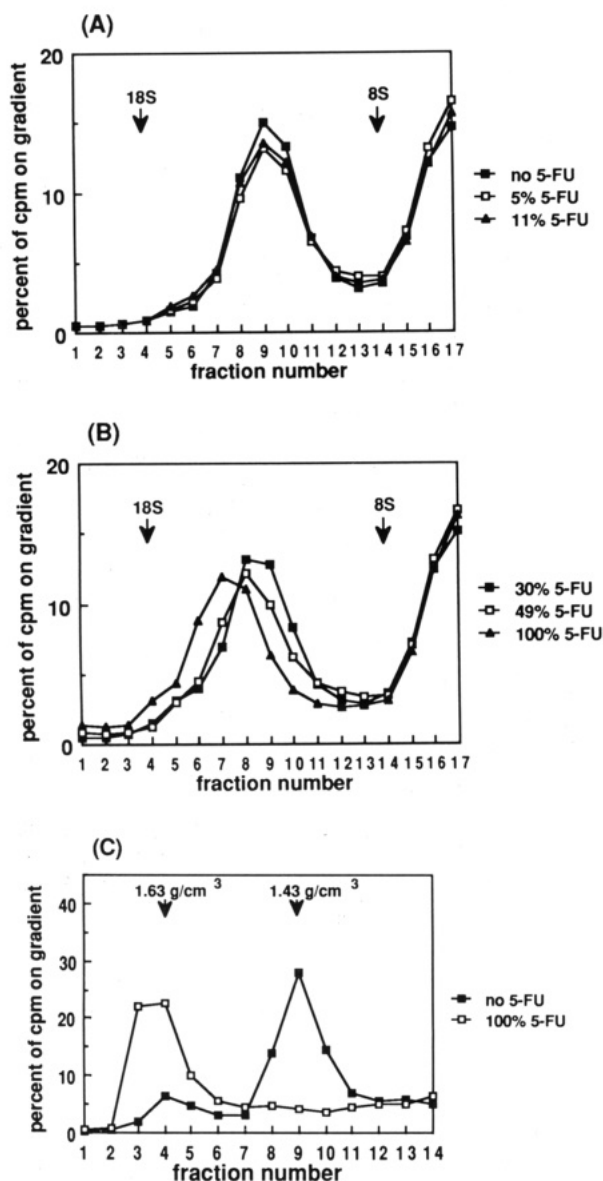 (A)
20
10
0
percent of cpm on gradient
18S
8S
no 5-FU
5% 5-FU
11% 5-FU
1 2 3 4 5 6 7 8 9 10 11 12 13 14 15 16 17
fraction number
(B)
20
10
0
percent of cpm on gradient
18S
8S
30% 5-FU
49% 5-FU
100% 5-FU
1 2 3 4 5 6 7 8 9 10 11 12 13 14 15 16 17
fraction number
(C)
40
30
20
10
0
percent of cpm on gradient
1.63 g/cm 3
1.43 g/cm 3
no 5-FU
100% 5-FU
1 2 3 4 5 6 7 8 9 10 11 12 13 14
fraction number